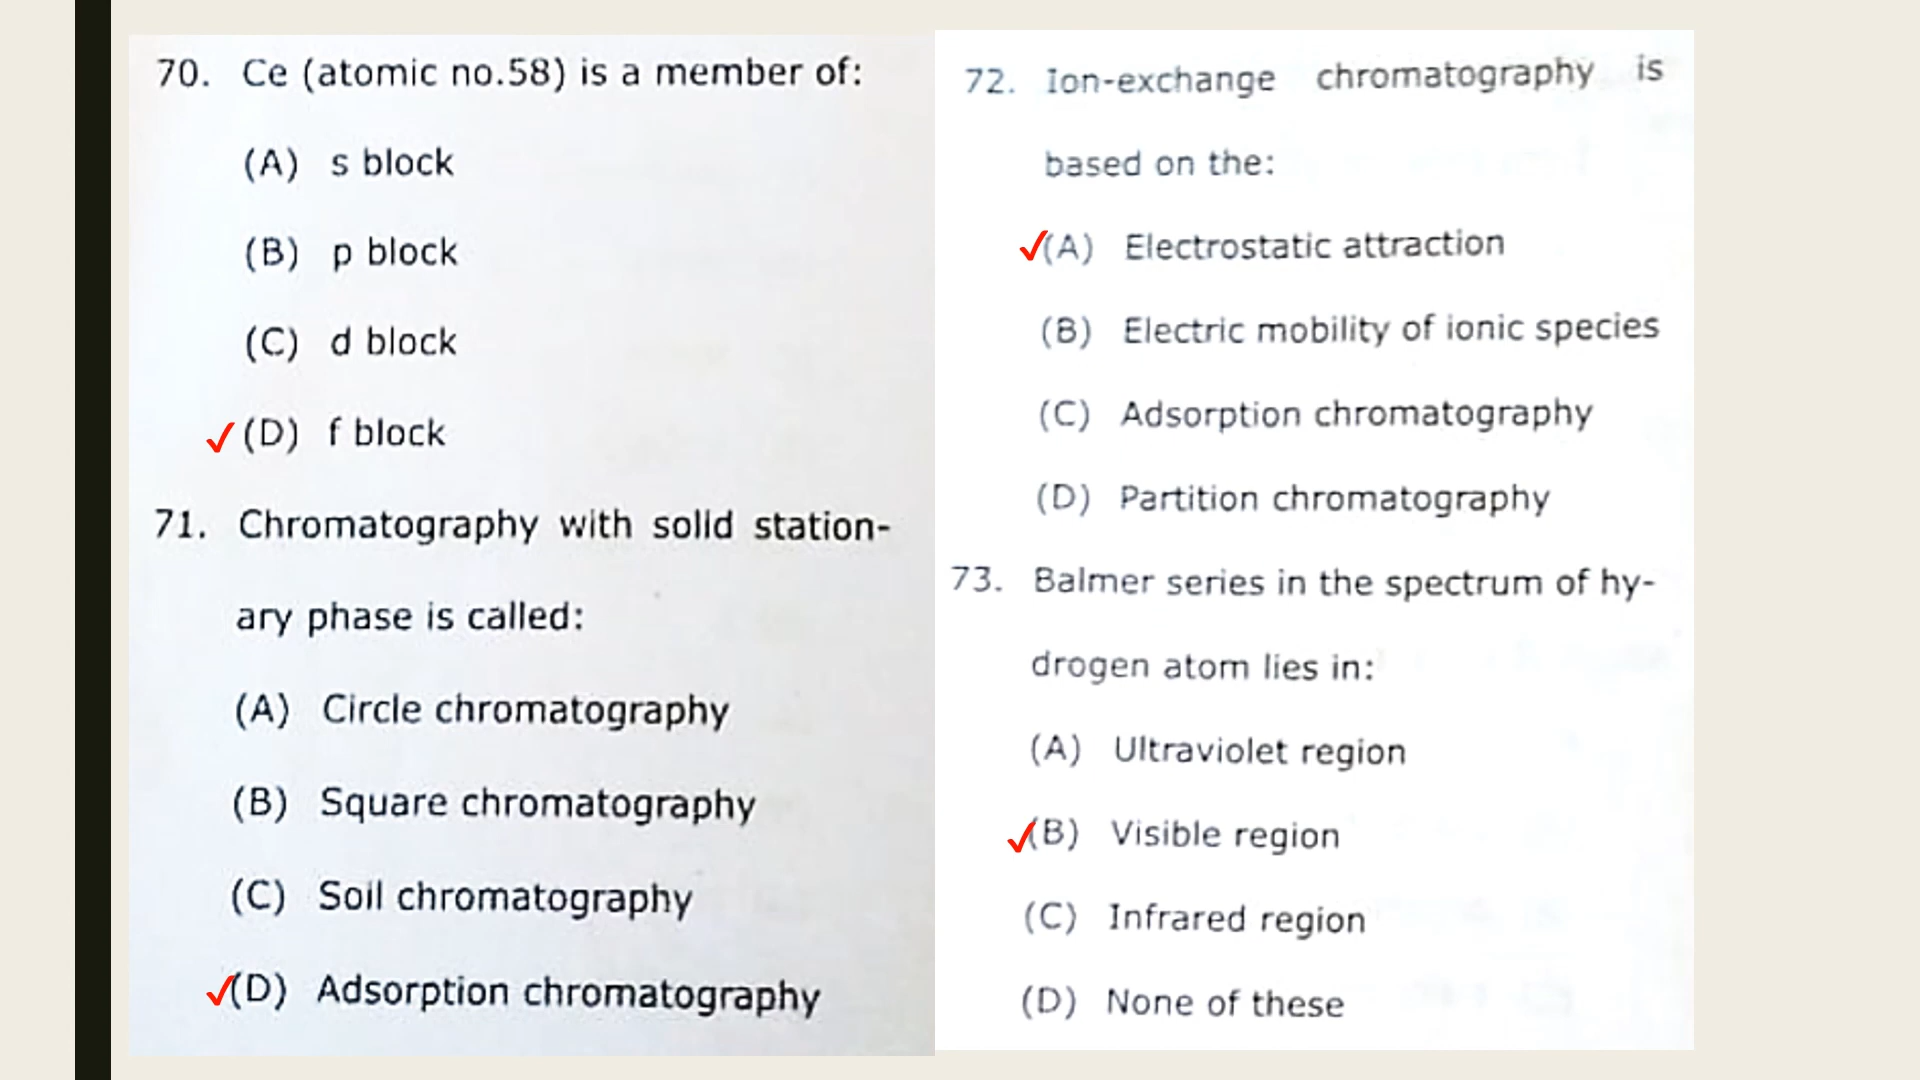 70. Ce (atomic no.58) is a member of:
(A) s block
(B) p block
(C) d block
✓(D) f block
71. Chromatography with solid station-
ary phase is called:
(A) Circle chromatography
(B) Square chromatography
(C) Soil chromatography
✓(D) Adsorption chromatography
72. Ion-exchange chromatography is
based on the:
✓(A) Electrostatic attraction
(B) Electric mobility of ionic species
(C) Adsorption chromatography
(D) Partition chromatography
73. Balmer series in the spectrum of hy-
drogen atom lies in:
(A) Ultraviolet region
✓(B) Visible region
(C) Infrared region
(D) None of these